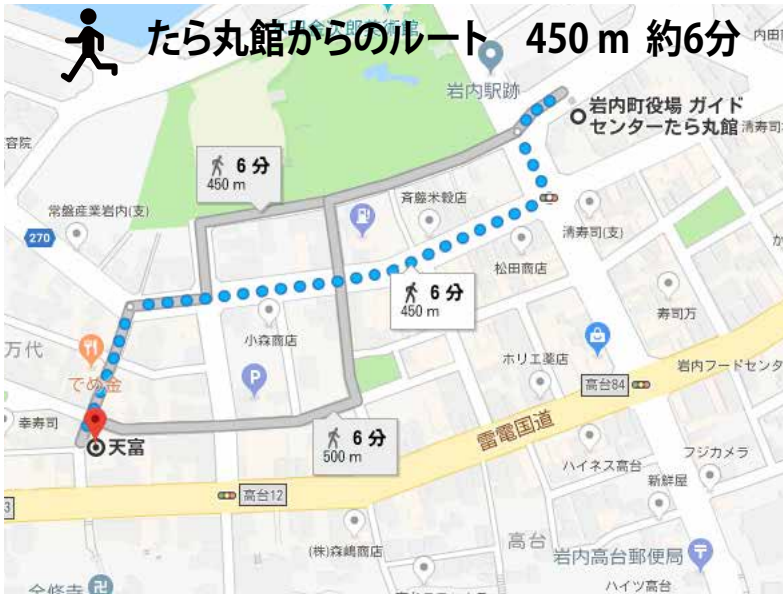 たら丸館からのルート 450 m 約6分
岩内駅跡
岩内町役場 ガイド
センターたら丸館
清寿司
容院
6 分
450 m
斉藤米穀店
常盤産業岩内(支)
270
清寿司(支)
松田商店
6 分
450 m
寿司万
小森商店
万代
でめ金
P
ホリエ薬店
高台84
岩内フードセンタ
幸寿司
天富
6 分
500 m
雷電国道
ハイネス高台
フジカメラ
新鮮屋
3
高台12
(株)森嶋商店
高台
岩内高台郵便局
ハイツ高台